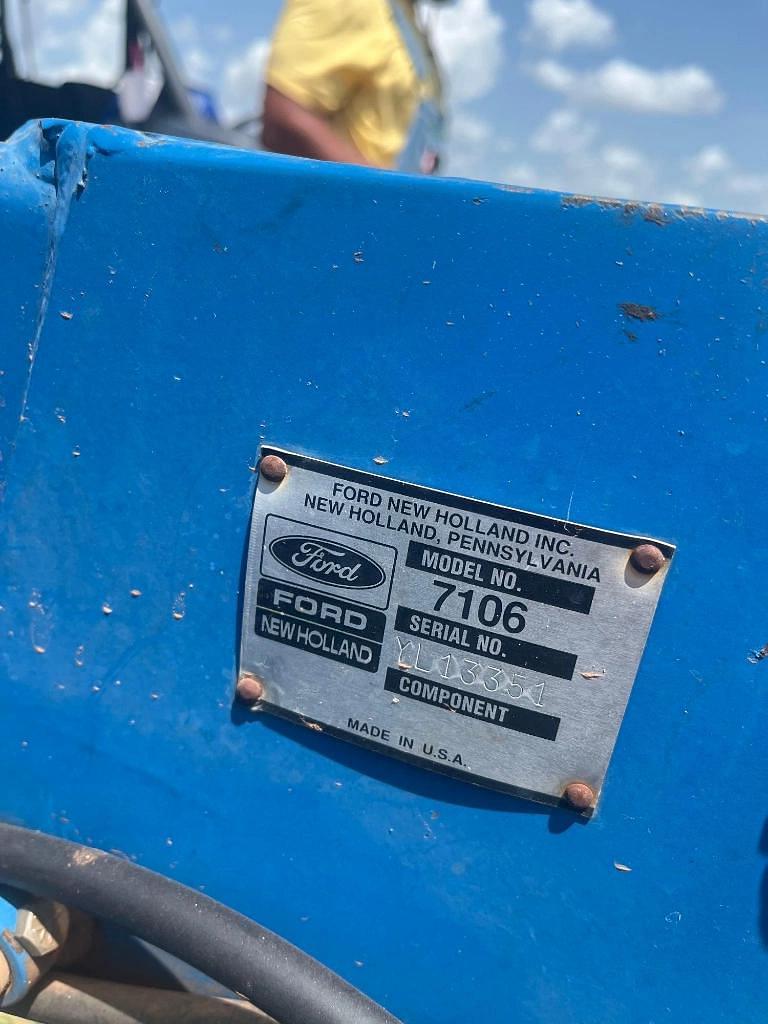 FORD NEW HOLLAND INC.
NEW HOLLAND, PENNSYLVANIA
Ford
FORD
NEW HOLLAND
MODEL NO.
7106
SERIAL NO.
YL13351
COMPONENT
MADE IN U.S.A.